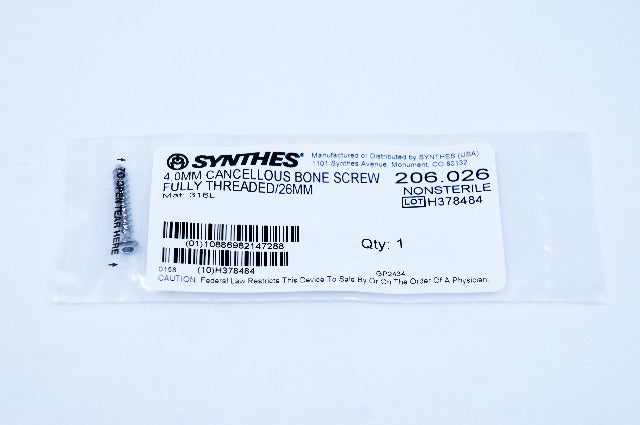 SYNTHES®
Manufactured or Distributed by SYNTHES (USA)
1101 Synthes Avenue, Monument, CO 80132
4.0MM CANCELLOUS BONE SCREW
FULLY THREADED/26MM
Mat: 316L
206.026
NONSTERILE
LOT H378484
(01)10886982147288
Qty: 1
(10)H378484
0158
GP2434
CAUTION: Federal Law Restricts This Device To Sale By Or On The Order Of A Physician.
TO OPEN TEAR HERE